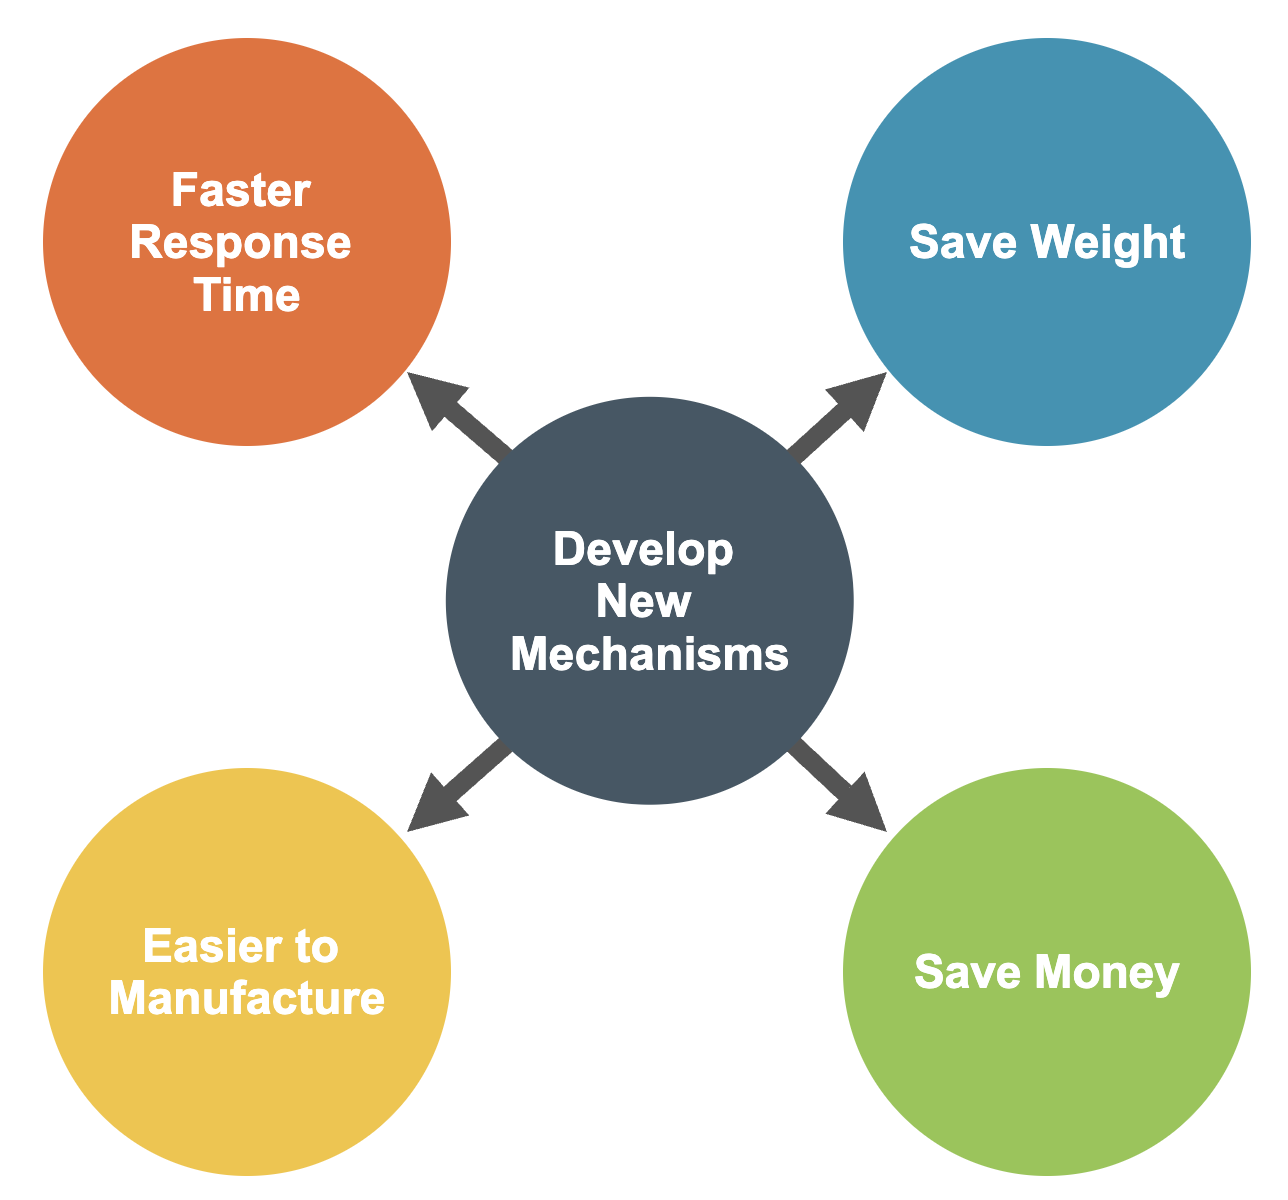 Faster
Response
Time
Save Weight
Develop
New
Mechanisms
Easier to
Manufacture
Save Money